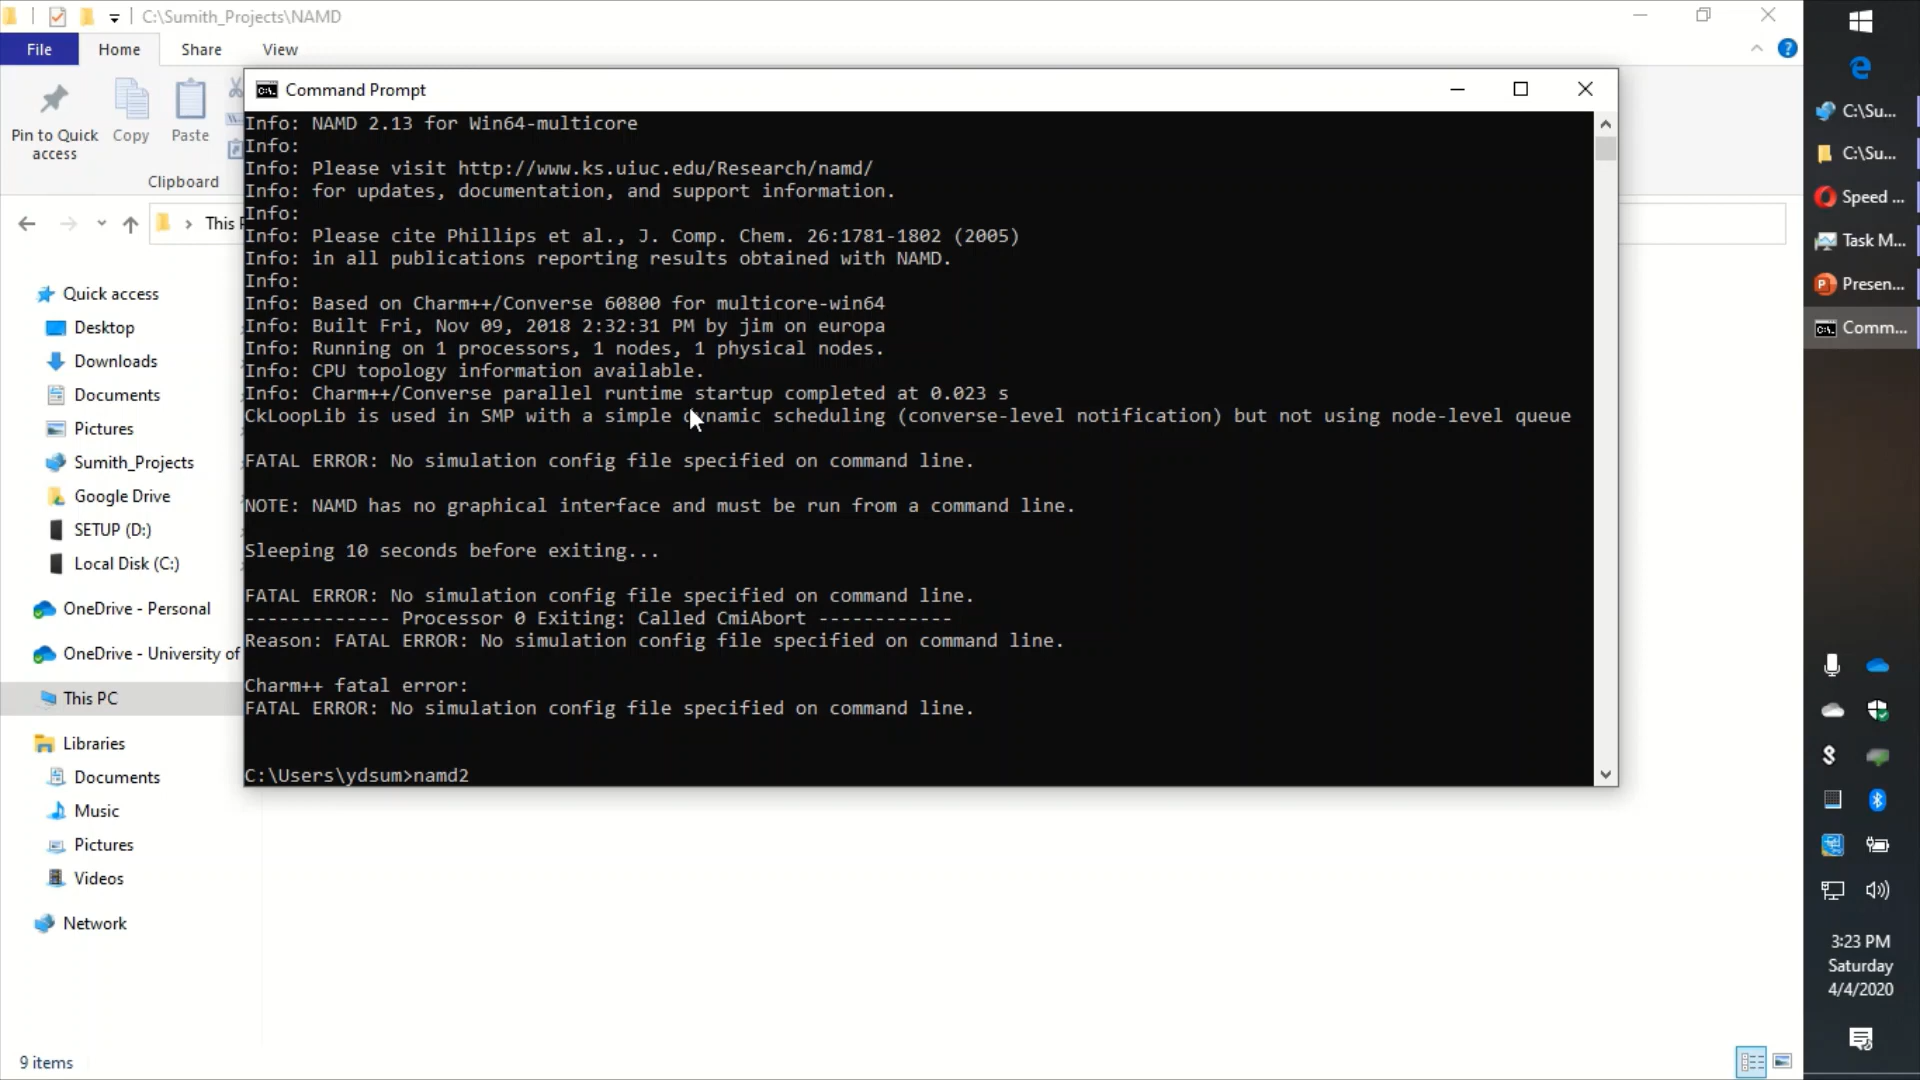 C:\Sumith_Projects\NAMD
File
Home
Share
View
Pin to Quick access
Copy
Paste
Clipboard
This
Quick access
Desktop
Downloads
Documents
Pictures
Sumith_Projects
Google Drive
SETUP (D:)
Local Disk (C:)
OneDrive - Personal
OneDrive - University of
This PC
Libraries
Documents
Music
Pictures
Videos
Network
9 items
Command Prompt
Info: NAMD 2.13 for Win64-multicore
Info:
Info: Please visit http://www.ks.uiuc.edu/Research/namd/
Info: for updates, documentation, and support information.
Info:
Info: Please cite Phillips et al., J. Comp. Chem. 26:1781-1802 (2005)
Info: in all publications reporting results obtained with NAMD.
Info:
Info: Based on Charm++/Converse 60800 for multicore-win64
Info: Built Fri, Nov 09, 2018 2:32:31 PM by jim on europa
Info: Running on 1 processors, 1 nodes, 1 physical nodes.
Info: CPU topology information available.
Info: Charm++/Converse parallel runtime startup completed at 0.023 s
CkLoopLib is used in SMP with a simple dynamic scheduling (converse-level notification) but not using node-level queue
FATAL ERROR: No simulation config file specified on command line.
NOTE: NAMD has no graphical interface and must be run from a command line.
Sleeping 10 seconds before exiting...
FATAL ERROR: No simulation config file specified on command line.
------------- Processor 0 Exiting: Called CmiAbort ------------
Reason: FATAL ERROR: No simulation config file specified on command line.
Charm++ fatal error:
FATAL ERROR: No simulation config file specified on command line.
C:\Users\ydsum>namd2
C:\Su...
C:\Su...
Speed ...
Task M...
Presen...
Comm...
3:23 PM
Saturday
4/4/2020